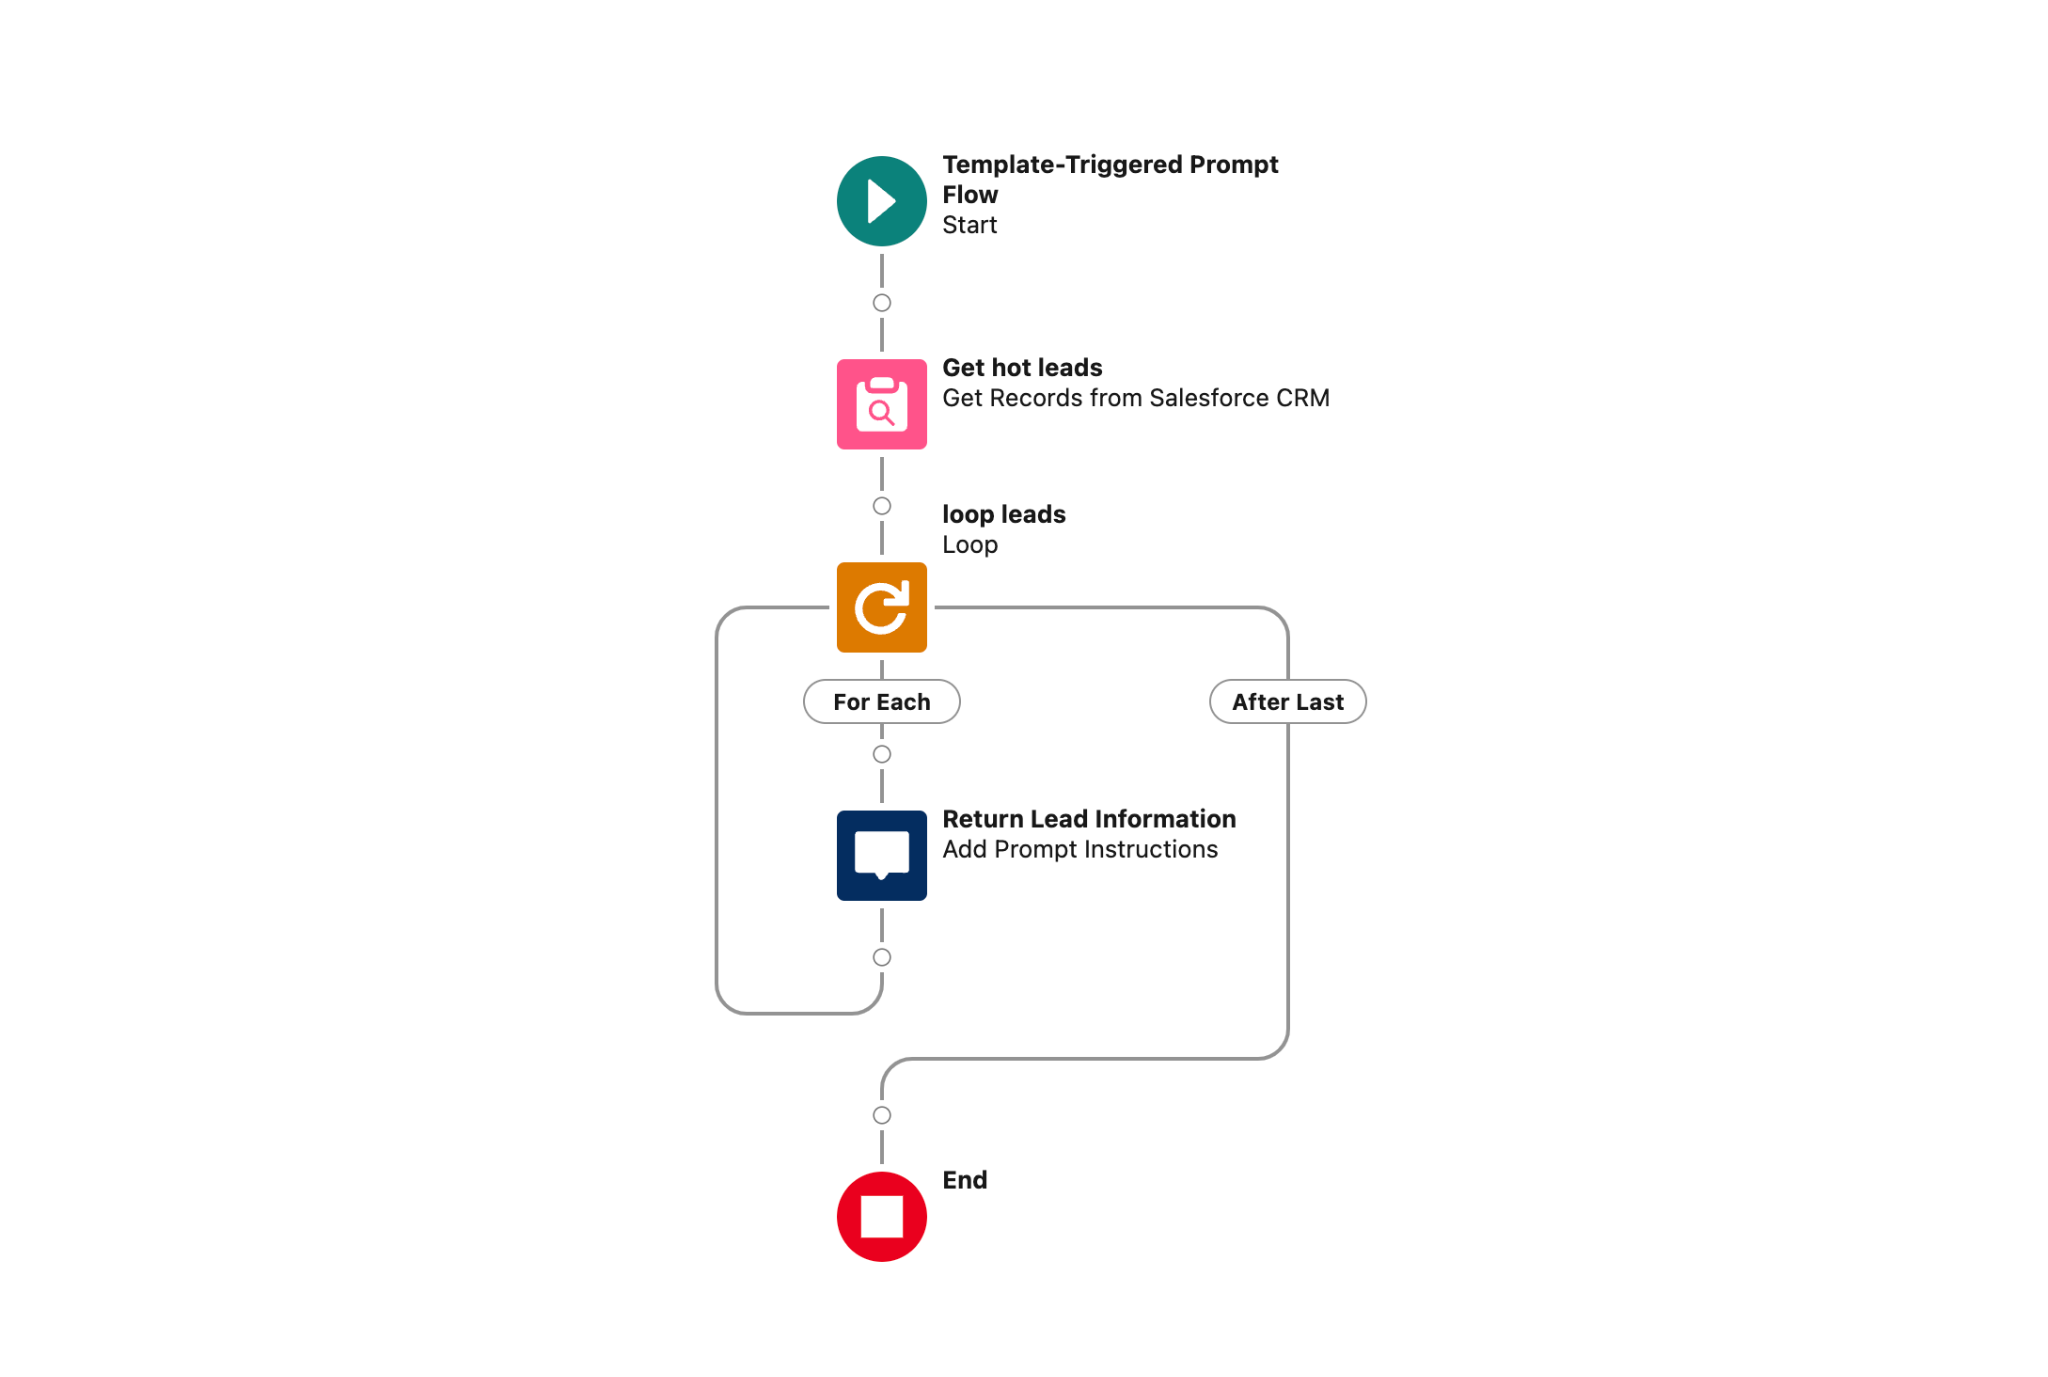 Template-Triggered Prompt
Flow
Start
Get hot leads
Get Records from Salesforce CRM
loop leads
Loop
For Each
After Last
Return Lead Information
Add Prompt Instructions
End